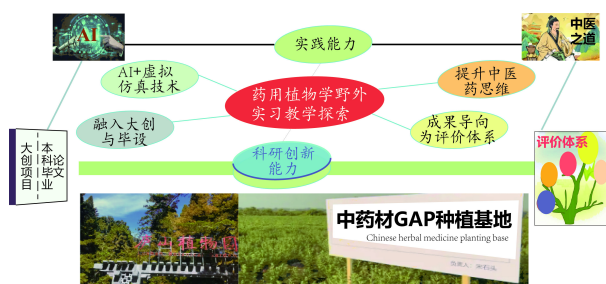 AI
实践能力
中医
之道
AI+虚拟
仿真技术
药用植物学野外
实习教学探索
提升中医
药思维
融入大创
与毕设
成果导向
为评价体系
科研创新
能力
大创项目
本科毕业
论文
评价体系
中药材GAP种植基地
Chinese herbal medicine planting base